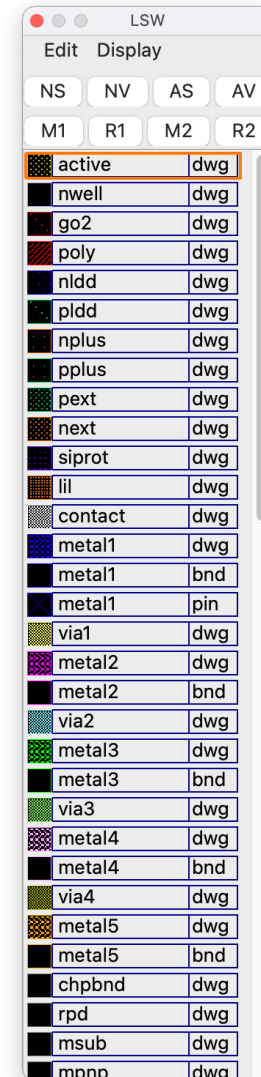 LSW
Edit Display
NS NV AS AV
M1 R1 M2 R2
active dwg
nwell dwg
go2 dwg
poly dwg
nldd dwg
pldd dwg
nplus dwg
pplus dwg
pext dwg
next dwg
siprot dwg
lil dwg
contact dwg
metal1 dwg
metal1 bnd
metal1 pin
via1 dwg
metal2 dwg
metal2 bnd
via2 dwg
metal3 dwg
metal3 bnd
via3 dwg
metal4 dwg
metal4 bnd
via4 dwg
metal5 dwg
metal5 bnd
chpbnd dwg
rpd dwg
msub dwg
mpnp dwg